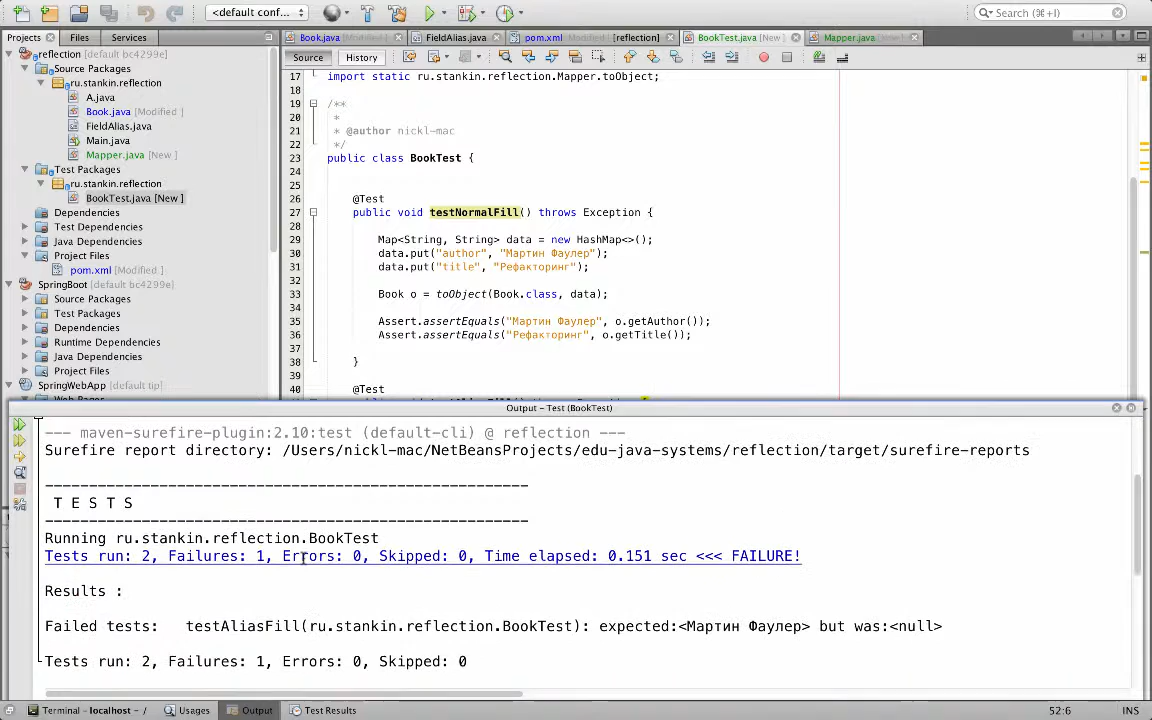 <default conf...
Search (⌘+I)
Projects
Files
Services
Book.java [Modified ]
FieldAlias.java
pom.xml [reflection]
BookTest.java [New ]
Mapper.java
reflection [default bc4299e]
Source Packages
ru.stankin.reflection
A.java
Book.java [Modified ]
FieldAlias.java
Main.java
Mapper.java [New ]
Test Packages
ru.stankin.reflection
BookTest.java [New ]
Dependencies
Test Dependencies
Java Dependencies
Project Files
pom.xml [Modified ]
SpringBoot [default bc4299e]
Source Packages
Test Packages
Dependencies
Runtime Dependencies
Java Dependencies
Project Files
SpringWebApp [default tip]
Web Pages
Source
History
17 import static ru.stankin.reflection.Mapper.toObject;
18
19 /**
20 *
21 * @author nickl-mac
22 */
23 public class BookTest {
24
25
26 @Test
27 public void testNormalFill() throws Exception {
28
29 Map<String, String> data = new HashMap<>();
30 data.put("author", "Мартин Фаулер");
31 data.put("title", "Рефакторинг");
32
33 Book o = toObject(Book.class, data);
34
35 Assert.assertEquals("Мартин Фаулер", o.getAuthor());
36 Assert.assertEquals("Рефакторинг", o.getTitle());
37
38 }
39
40 @Test
Output - Test (BookTest)
--- maven-surefire-plugin:2.10:test (default-cli) @ reflection ---
Surefire report directory: /Users/nickl-mac/NetBeansProjects/edu-java-systems/reflection/target/surefire-reports
-------------------------------------------------------
T E S T S
-------------------------------------------------------
Running ru.stankin.reflection.BookTest
Tests run: 2, Failures: 1, Errors: 0, Skipped: 0, Time elapsed: 0.151 sec <<< FAILURE!
Results :
Failed tests:   testAliasFill(ru.stankin.reflection.BookTest): expected:<Мартин Фаулер> but was:<null>
Tests run: 2, Failures: 1, Errors: 0, Skipped: 0
Terminal - localhost - /
Usages
Output
Test Results
52:6
INS